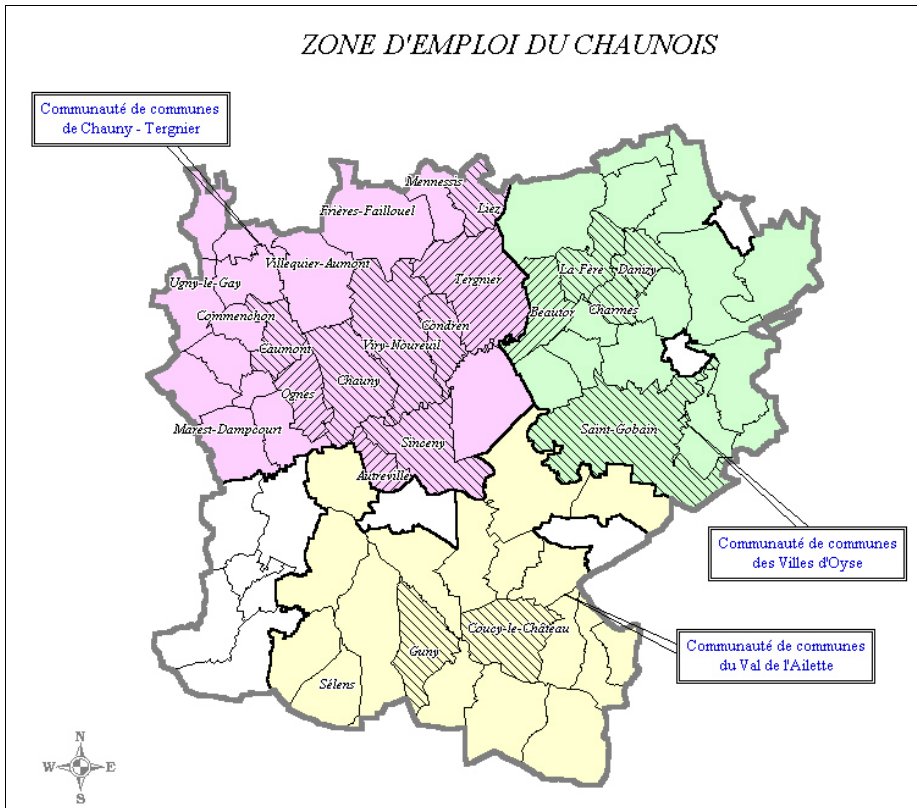 ZONE D'EMPLOI DU CHAUNOIS
Communauté de communes
de Chauny - Tergnier
Mennessis
Liez
Frières-Faillouel
Villequier-Aumont
Tergnier
La Fère
Danizy
Ugny-le-Gay
Beautor
Charmes
Commenchon
Condren
Viry-Noureuil
Caumont
Chauny
Ognes
Marest-Dampcourt
Sinceny
Saint-Gobain
Autreville
Communauté de communes
des Villes d'Oyse
Coucy-le-Château
Guny
Communauté de communes
du Val de l'Ailette
Sélens
N
W E
S